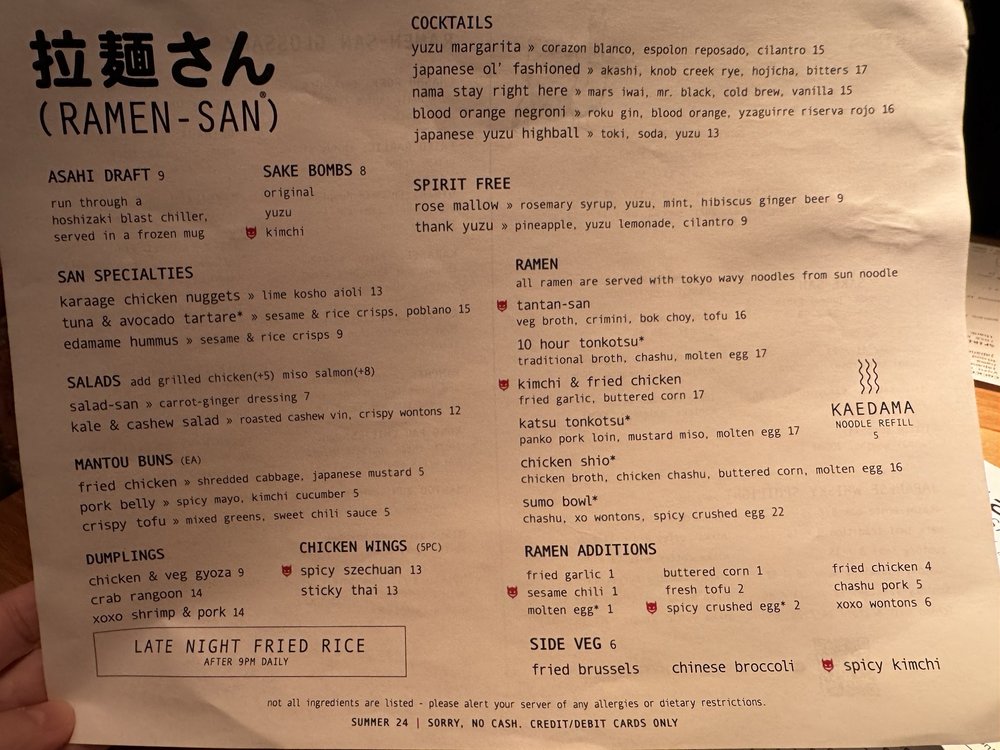 拉麺さん
(RAMEN-SAN®)
COCKTAILS
yuzu margarita » corazon blanco, espolon reposado, cilantro 15
japanese ol' fashioned » akashi, knob creek rye, hojicha, bitters 17
nama stay right here » mars iwai, mr. black, cold brew, vanilla 15
blood orange negroni » roku gin, blood orange, yzaguirre riserva rojo 16
japanese yuzu highball » toki, soda, yuzu 13
ASAHI DRAFT 9
run through a
hoshizaki blast chiller,
served in a frozen mug
SAKE BOMBS 8
original
yuzu
kimchi
SPIRIT FREE
rose mallow » rosemary syrup, yuzu, mint, hibiscus ginger beer 9
thank yuzu » pineapple, yuzu lemonade, cilantro 9
SAN SPECIALTIES
karaage chicken nuggets » lime kosho aioli 13
tuna & avocado tartare* » sesame & rice crisps, poblano 15
edamame hummus » sesame & rice crisps 9
SALADS add grilled chicken(+5) miso salmon(+8)
salad-san » carrot-ginger dressing 7
kale & cashew salad » roasted cashew vin, crispy wontons 12
MANTOU BUNS (EA)
fried chicken » shredded cabbage, japanese mustard 5
pork belly » spicy mayo, kimchi cucumber 5
crispy tofu » mixed greens, sweet chili sauce 5
DUMPLINGS
chicken & veg gyoza 9
crab rangoon 14
xoxo shrimp & pork 14
CHICKEN WINGS (5PC)
spicy szechuan 13
sticky thai 13
LATE NIGHT FRIED RICE
AFTER 9PM DAILY
RAMEN
all ramen are served with tokyo wavy noodles from sun noodle
tantan-san
veg broth, crimini, bok choy, tofu 16
10 hour tonkotsu*
traditional broth, chashu, molten egg 17
kimchi & fried chicken
fried garlic, buttered corn 17
katsu tonkotsu*
panko pork loin, mustard miso, molten egg 17
chicken shio*
chicken broth, chicken chashu, buttered corn, molten egg 16
sumo bowl*
chashu, xo wontons, spicy crushed egg 22
KAEDAMA
NOODLE REFILL
5
RAMEN ADDITIONS
fried garlic 1
sesame chili 1
molten egg* 1
buttered corn 1
fresh tofu 2
spicy crushed egg* 2
fried chicken 4
chashu pork 5
xoxo wontons 6
SIDE VEG 6
fried brussels chinese broccoli spicy kimchi
not all ingredients are listed - please alert your server of any allergies or dietary restrictions.
SUMMER 24 | SORRY, NO CASH. CREDIT/DEBIT CARDS ONLY